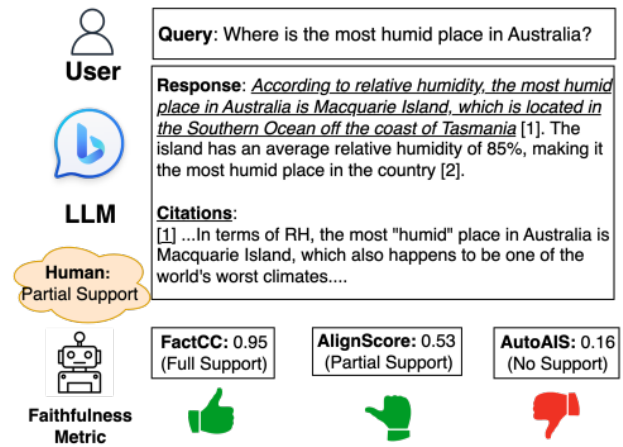 Query: Where is the most humid place in Australia?
User
Response: According to relative humidity, the most humid
place in Australia is Macquarie Island, which is located in
the Southern Ocean off the coast of Tasmania [1]. The
island has an average relative humidity of 85%, making it
the most humid place in the country [2].
LLM
Citations:
[1] ...In terms of RH, the most "humid" place in Australia is
Macquarie Island, which also happens to be one of the
world's worst climates....
Human:
Partial Support
FactCC: 0.95
(Full Support)
AlignScore: 0.53
(Partial Support)
AutoAIS: 0.16
(No Support)
Faithfulness
Metric